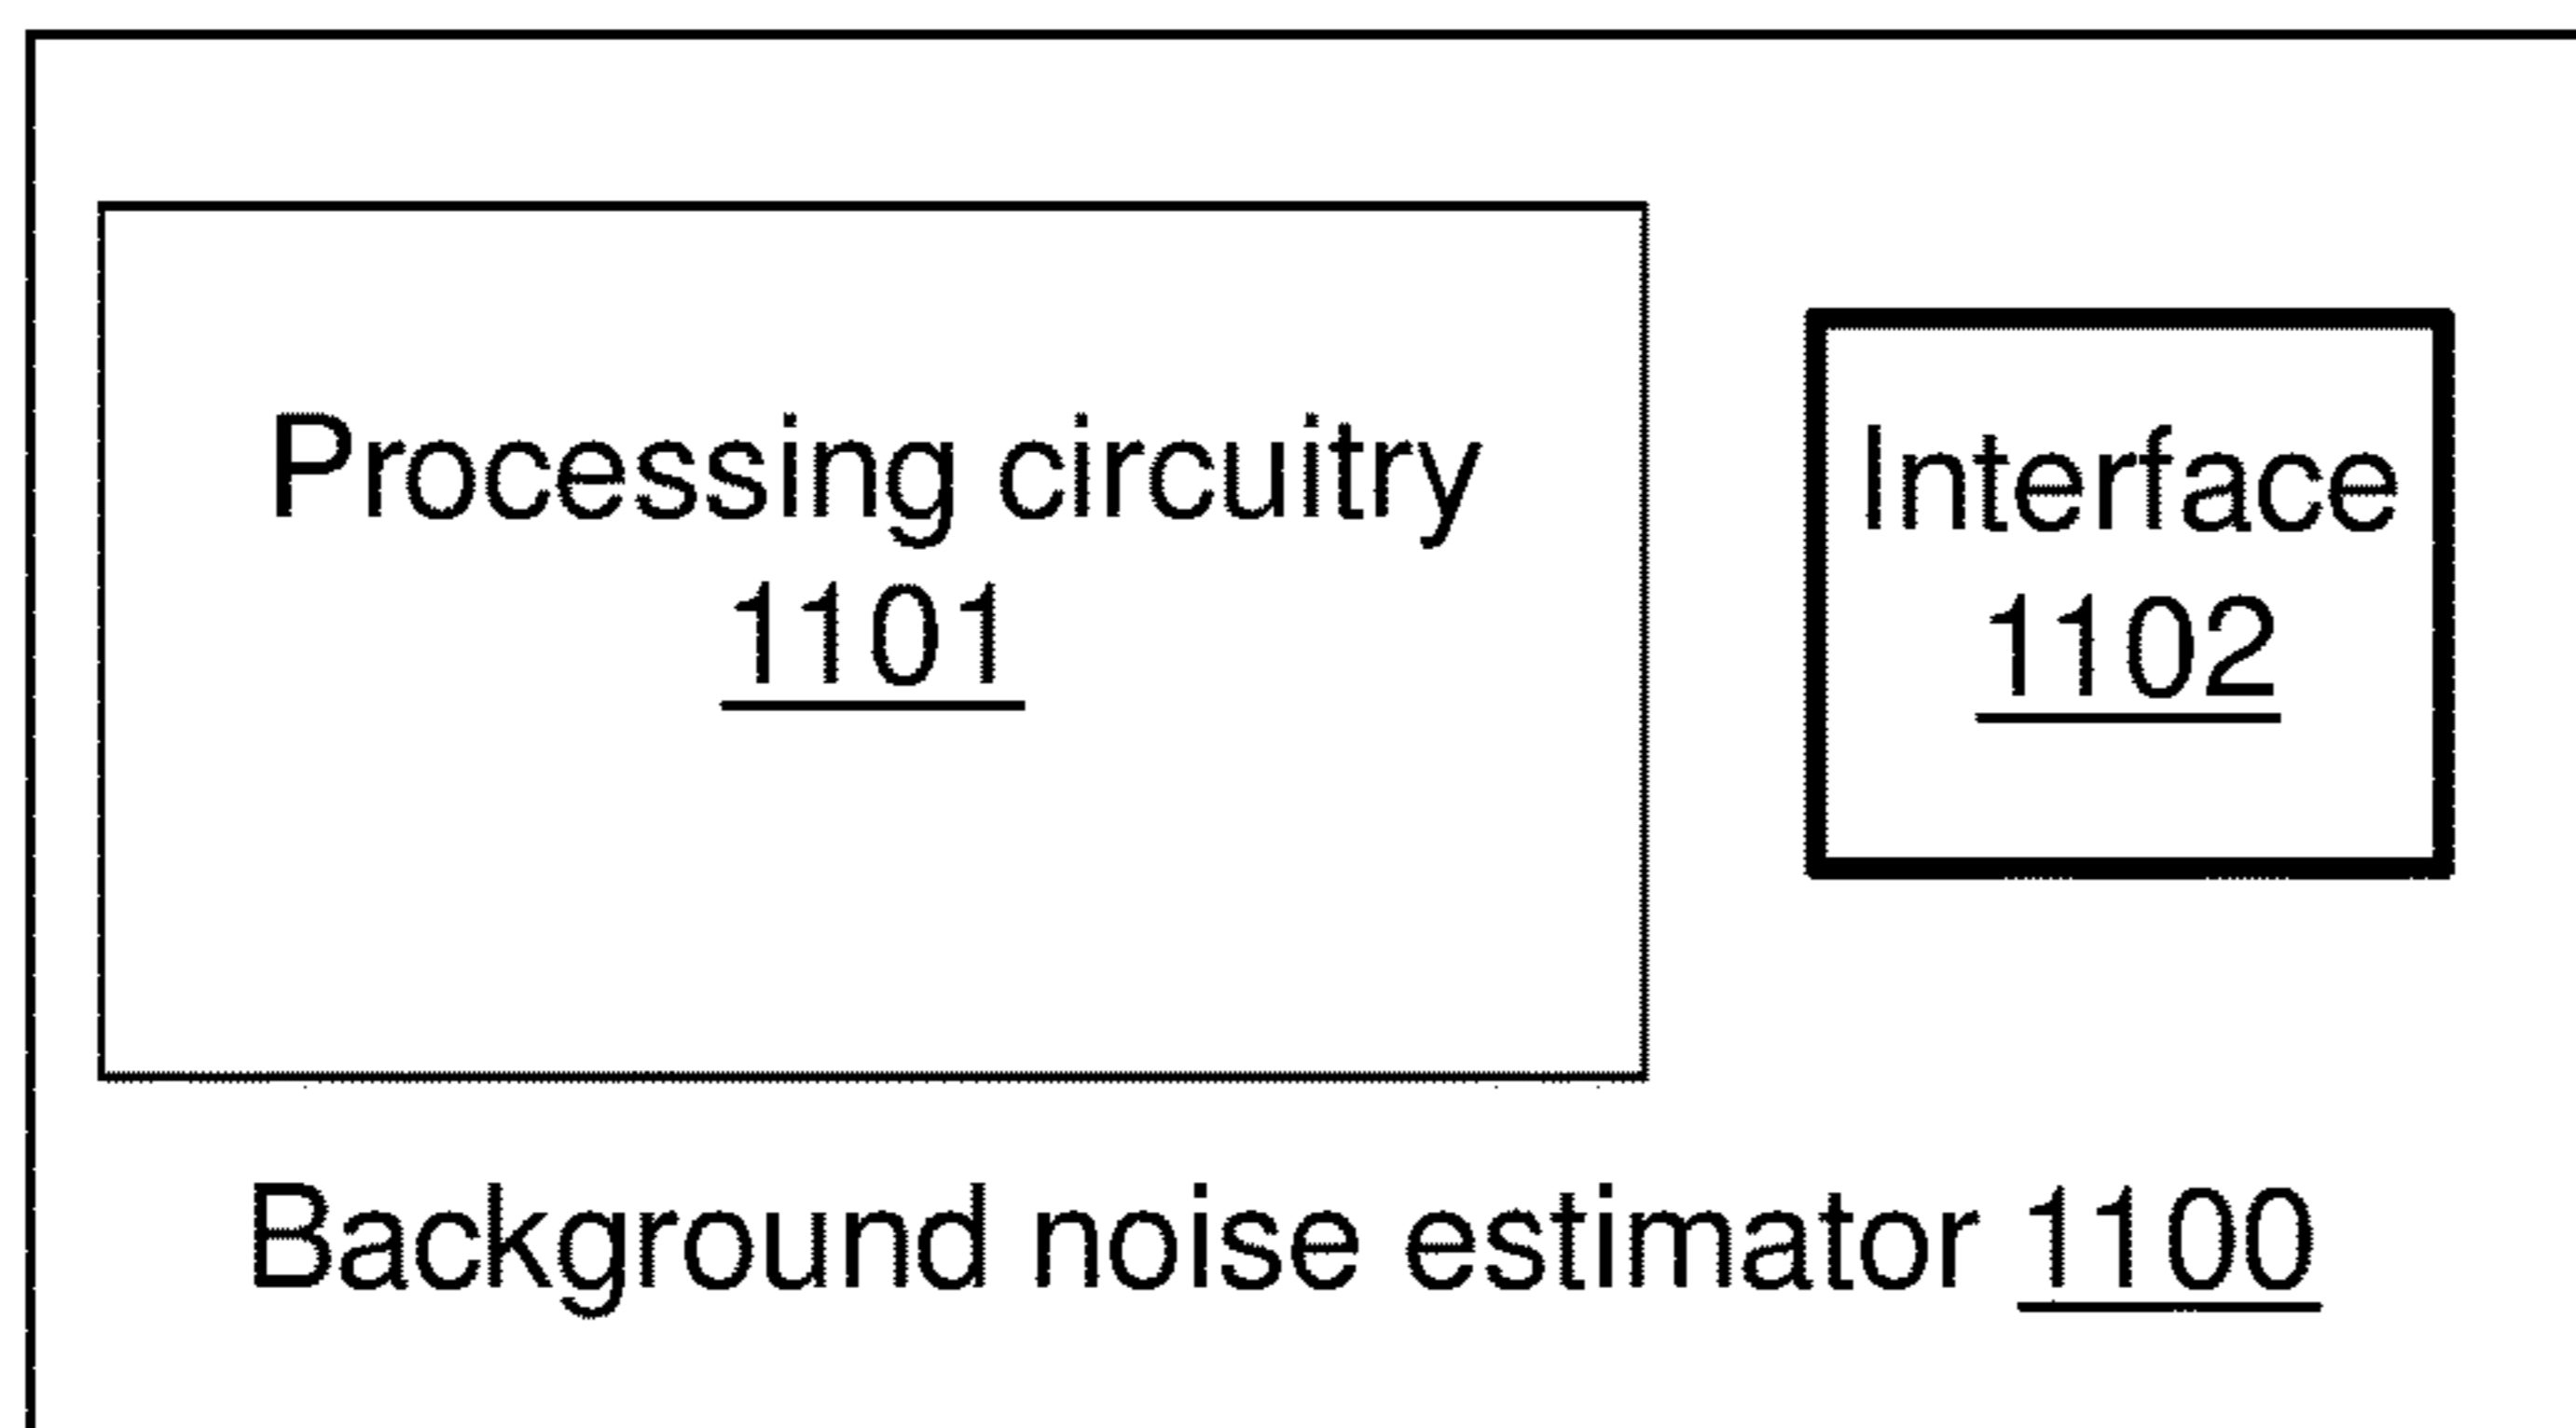 Processing circuitry
1101
Interface
1102
Background noise estimator 1100